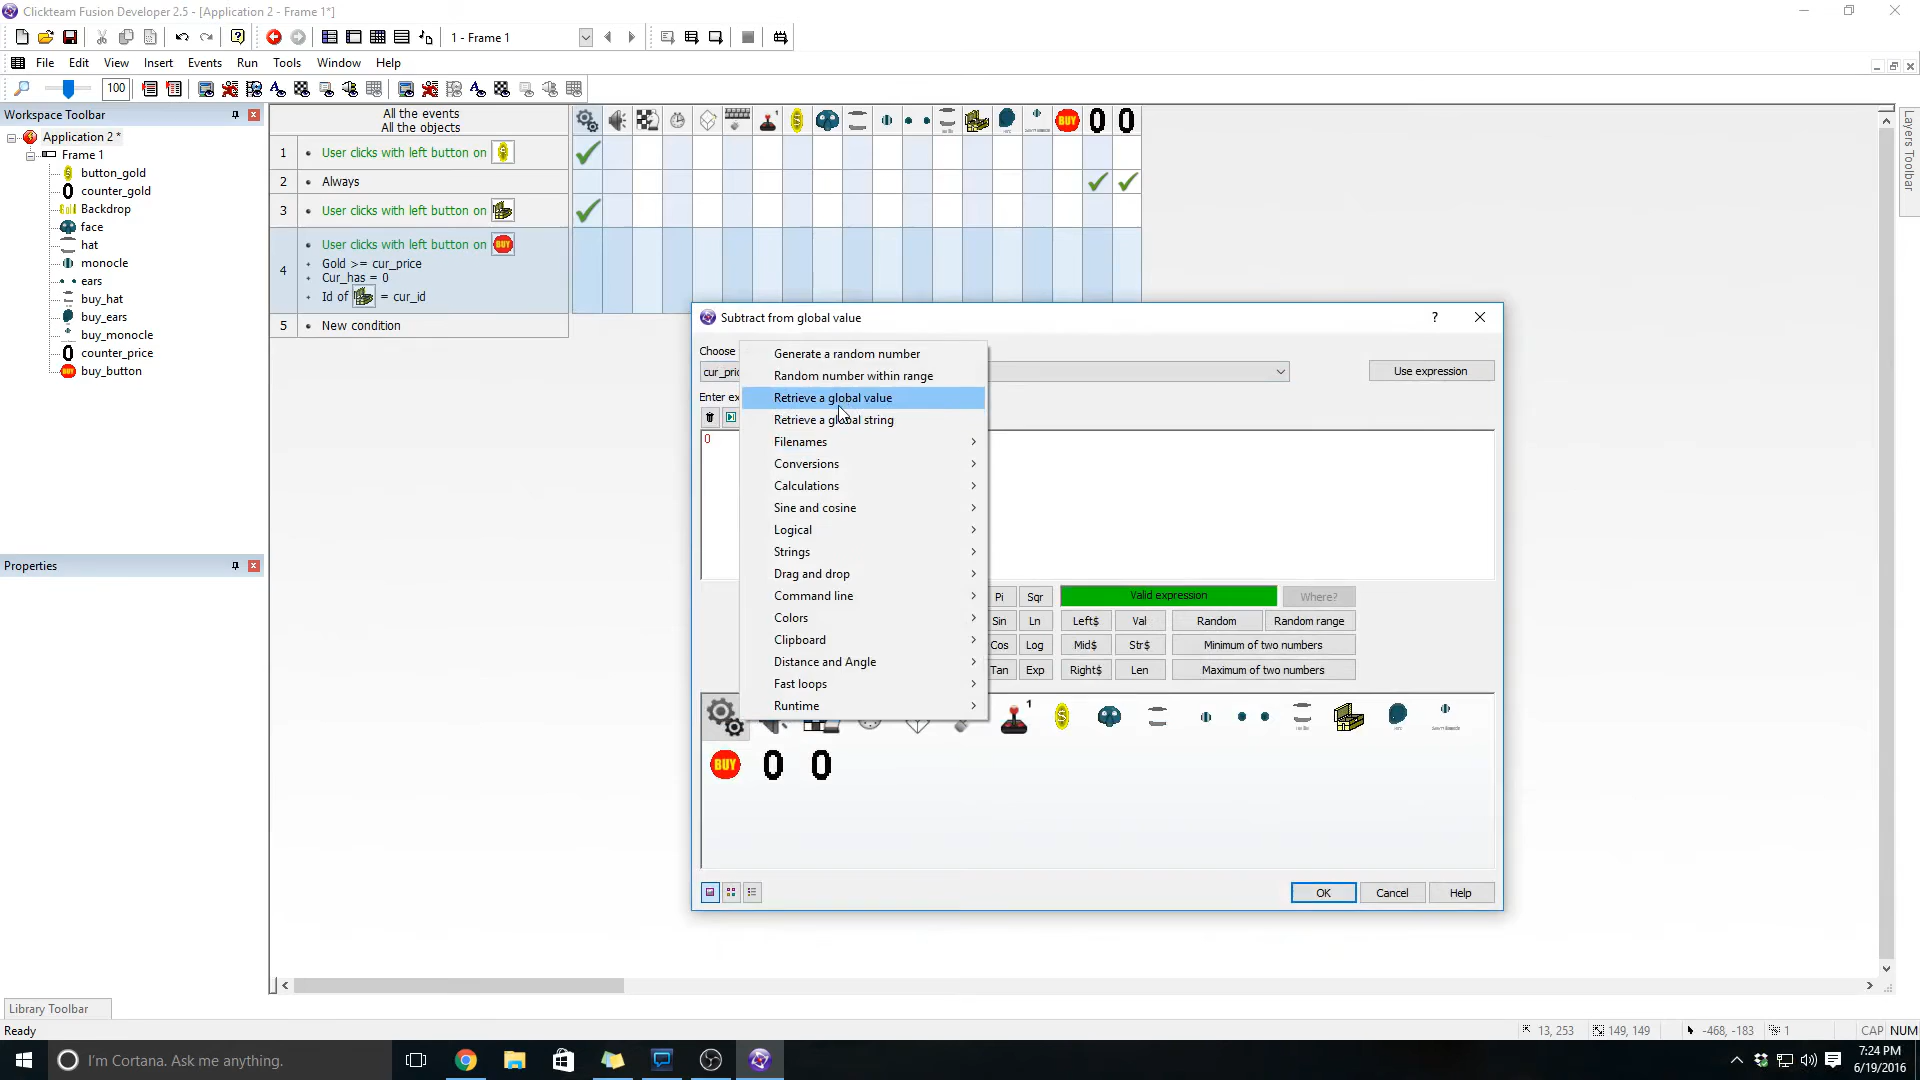 Clickteam Fusion Developer 2.5 - [Application 2 - Frame 1*]
1 - Frame 1
File Edit View Insert Events Run Tools Window Help
100
Workspace Toolbar
Application 2 *
Frame 1
button_gold
counter_gold
Backdrop
face
hat
monocle
ears
buy_hat
buy_ears
buy_monocle
counter_price
buy_button
Properties
Library Toolbar
Ready
All the events
All the objects
BUY 0 0
1 • User clicks with left button on
2 • Always
3 • User clicks with left button on
4 • User clicks with left button on BUY
Gold >= cur_price
Cur_has = 0
Id of = cur_id
5 • New condition
Layers Toolbar
Subtract from global value
?
Choose
Use expression
Enter ex
0
Generate a random number
Random number within range
Retrieve a global value
Retrieve a global string
Filenames
Conversions
Calculations
Sine and cosine
Logical
Strings
Drag and drop
Command line
Colors
Clipboard
Distance and Angle
Fast loops
Runtime
Pi Sqr Valid expression Where?
Sin Ln Left$ Val Random Random range
Cos Log Mid$ Str$ Minimum of two numbers
Tan Exp Right$ Len Maximum of two numbers
1
BUY 0 0
OK Cancel Help
13, 253 149, 149 -468, -183 1 CAP NUM
I'm Cortana. Ask me anything.
7:24 PM
6/19/2016